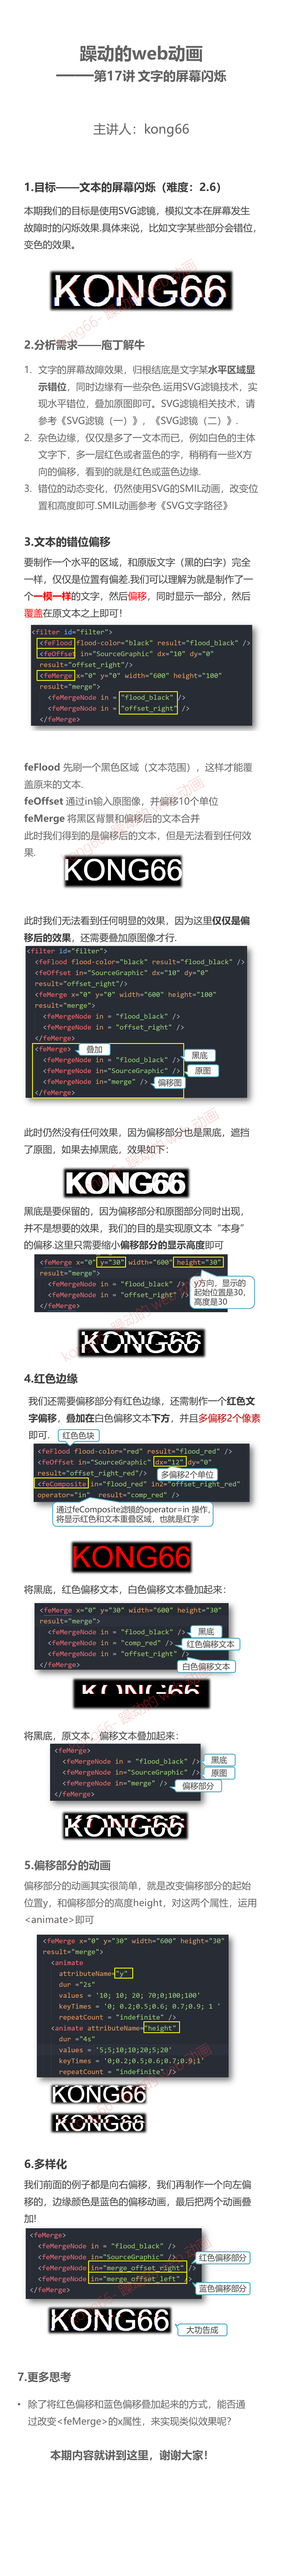 躁动的web动画
———第17讲 文字的屏幕闪烁
主讲人：kong66
1.目标——文本的屏幕闪烁（难度：2.6）
本期我们的目标是使用SVG滤镜，模拟文本在屏幕发生
故障时的闪烁效果.具体来说，比如文字某些部分会错位，
变色的效果。
KONG66
2.分析需求——庖丁解牛
1. 文字的屏幕故障效果，归根结底是文字某水平区域显
示错位，同时边缘有一些杂色.运用SVG滤镜技术，实
现水平错位，叠加原图即可。SVG滤镜相关技术，请
参考《SVG滤镜（一）》,《SVG滤镜（二）》.
2. 杂色边缘，仅仅是多了一文本而已，例如白色的主体
文字下，多一层红色或者蓝色的字，稍稍有一些X方
向的偏移，看到的就是红色或蓝色边缘.
3. 错位的动态变化，仍然使用SVG的SMIL动画，改变位
置和高度即可.SMIL动画参考《SVG文字路径》
3.文本的错位偏移
要制作一个水平的区域，和原版文字（黑的白字）完全
一样，仅仅是位置有偏差.我们可以理解为就是制作了一
个一模一样的文字，然后偏移，同时显示一部分，然后
覆盖在原文本之上即可！
<filter id="filter">
<feFlood flood-color="black" result="flood_black" />
<feOffset in="SourceGraphic" dx="10" dy="0"
result="offset_right"/>
<feMerge x="0" y="0" width="600" height="100"
result="merge">
<feMergeNode in = "flood_black" />
<feMergeNode in = "offset_right" />
</feMerge>
feFlood 先刷一个黑色区域（文本范围），这样才能覆
盖原来的文本.
feOffset 通过in输入原图像，并偏移10个单位
feMerge 将黑区背景和偏移后的文本合并
此时我们得到的是偏移后的文本，但是无法看到任何效
果.
KONG66
此时我们无法看到任何明显的效果，因为这里仅仅是偏
移后的效果，还需要叠加原图像才行.
<filter id="filter">
<feFlood flood-color="black" result="flood_black" />
<feOffset in="SourceGraphic" dx="10" dy="0"
result="offset_right"/>
<feMerge x="0" y="0" width="600" height="100"
result="merge">
<feMergeNode in = "flood_black" />
<feMergeNode in = "offset_right" />
</feMerge>
<feMerge> 叠加
<feMergeNode in = "flood_black" /> 黑底
<feMergeNode in="SourceGraphic" /> 原图
<feMergeNode in="merge" /> 偏移图
</feMerge>
此时仍然没有任何效果，因为偏移部分也是黑底，遮挡
了原图，如果去掉黑底，效果如下：
KONG66
黑底是要保留的，因为偏移部分和原图部分同时出现，
并不是想要的效果，我们的目的是实现原文本“本身”
的偏移.这里只需要缩小偏移部分的显示高度即可
<feMerge x="0" y="30" width="600" height="30"
result="merge">
<feMergeNode in = "flood_black" />
<feMergeNode in = "offset_right" />
</feMerge>
y方向，显示的
起始位置是30，
高度是30
KONG66
4.红色边缘
我们还需要偏移部分有红色边缘，还需制作一个红色文
字偏移，叠加在白色偏移文本下方，并且多偏移2个像素
即可.
红色色块
<feFlood flood-color="red" result="flood_red" />
<feOffset in="SourceGraphic" dx="12" dy="0"
result="offset_right_red"/>
多偏移2个单位
<feComposite in="flood_red" in2="offset_right_red"
operator="in" result="comp_red" />
通过feComposite滤镜的operator=in 操作，
将显示红色和文本重叠区域，也就是红字
KONG66
将黑底，红色偏移文本，白色偏移文本叠加起来：
<feMerge x="0" y="30" width="600" height="30"
result="merge">
<feMergeNode in = "flood_black" /> 黑底
<feMergeNode in = "comp_red" /> 红色偏移文本
<feMergeNode in = "offset_right" />
</feMerge> 白色偏移文本
KONG66
将黑底，原文本，偏移文本叠加起来：
<feMerge>
<feMergeNode in = "flood_black" /> 黑底
<feMergeNode in="SourceGraphic" /> 原图
<feMergeNode in="merge" /> 偏移部分
</feMerge>
KONG66
5.偏移部分的动画
偏移部分的动画其实很简单，就是改变偏移部分的起始
位置y，和偏移部分的高度height，对这两个属性，运用
<animate>即可
<feMerge x="0" y="30" width="600" height="30"
result="merge">
<animate
attributeName="y"
dur ="2s"
values = '10; 10; 20; 70;0;100;100'
keyTimes = '0; 0.2;0.5;0.6; 0.7;0.9; 1 '
repeatCount = "indefinite" />
<animate attributeName="height"
dur ="4s"
values = '5;5;10;10;20;5;20'
keyTimes = '0;0.2;0.5;0.6;0.7;0.9;1'
repeatCount = "indefinite" />
KONG66
KONG66
6.多样化
我们前面的例子都是向右偏移，我们再制作一个向左偏
移的，边缘颜色是蓝色的偏移动画，最后把两个动画叠
加!
<feMerge>
<feMergeNode in = "flood_black" />
<feMergeNode in="SourceGraphic" />
<feMergeNode in="merge_offset_right" /> 红色偏移部分
<feMergeNode in="merge_offset_left" /> 蓝色偏移部分
</feMerge>
KONG66
大功告成
7.更多思考
• 除了将红色偏移和蓝色偏移叠加起来的方式，能否通
过改变<feMerge>的x属性，来实现类似效果呢？
本期内容就讲到这里，谢谢大家！